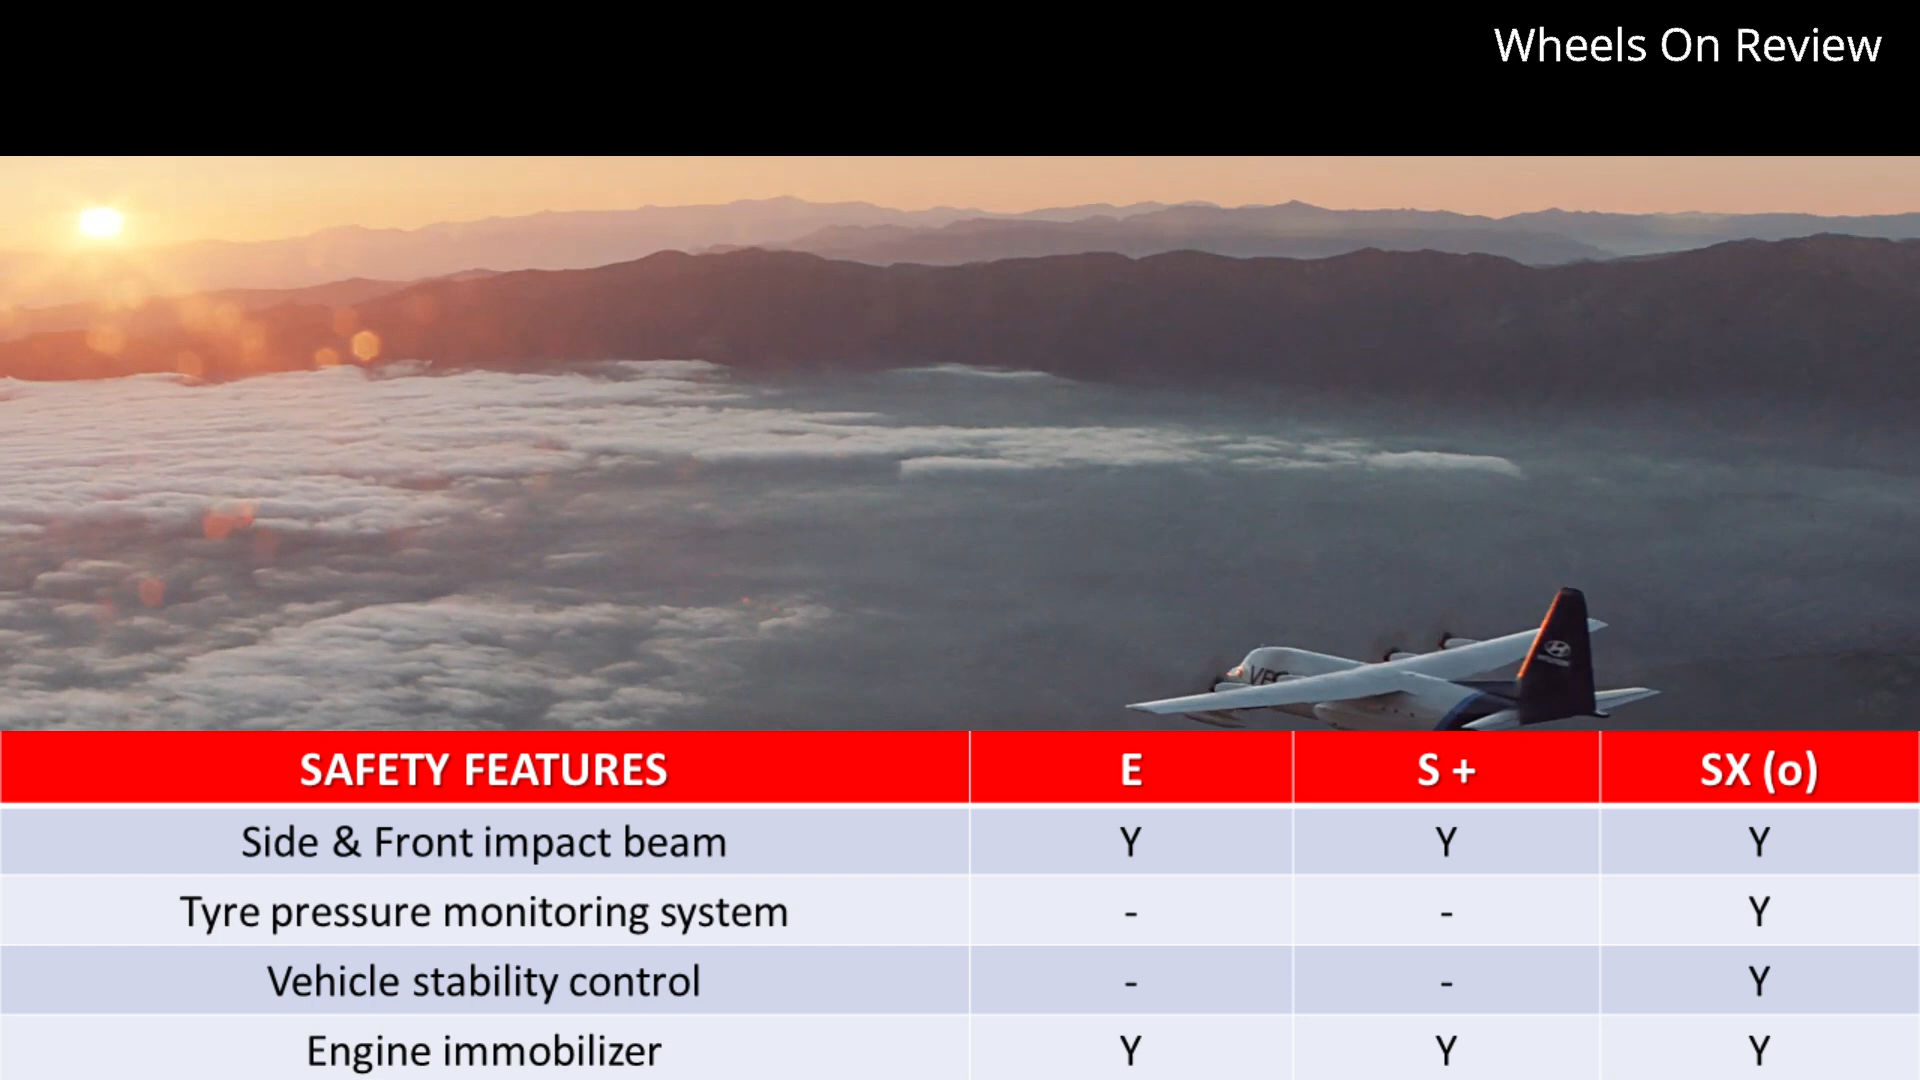 Wheels On Review
SAFETY FEATURES E S + SX (o)
Side & Front impact beam Y Y Y
Tyre pressure monitoring system - - Y
Vehicle stability control - - Y
Engine immobilizer Y Y Y